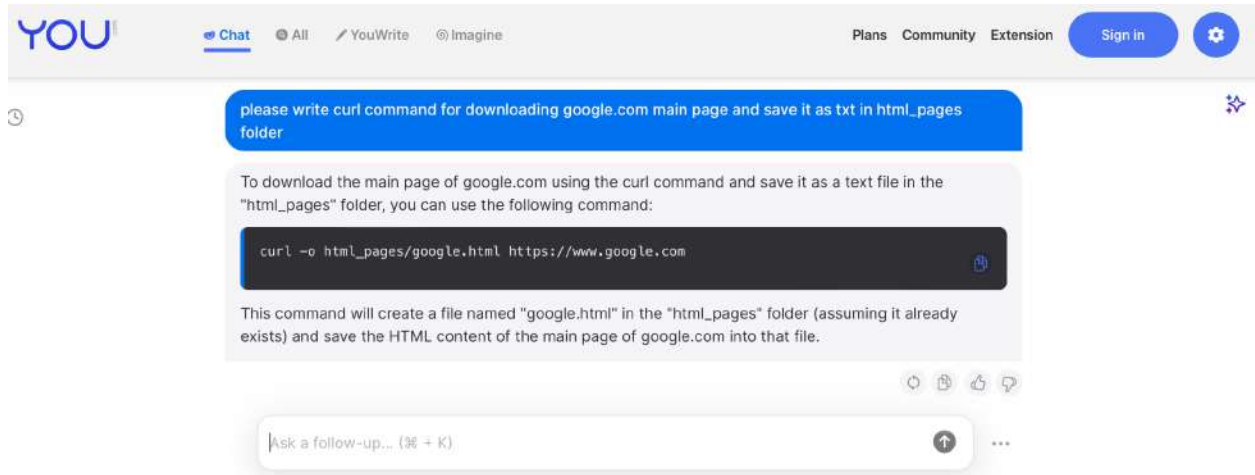 YOU
Chat All YouWrite Imagine Plans Community Extension Sign in
please write curl command for downloading google.com main page and save it as txt in html_pages
folder
To download the main page of google.com using the curl command and save it as a text file in the
"html_pages" folder, you can use the following command:
curl -o html_pages/google.html https://www.google.com
This command will create a file named "google.html" in the "html_pages" folder (assuming it already
exists) and save the HTML content of the main page of google.com into that file.
Ask a follow-up... (⌘ + K)